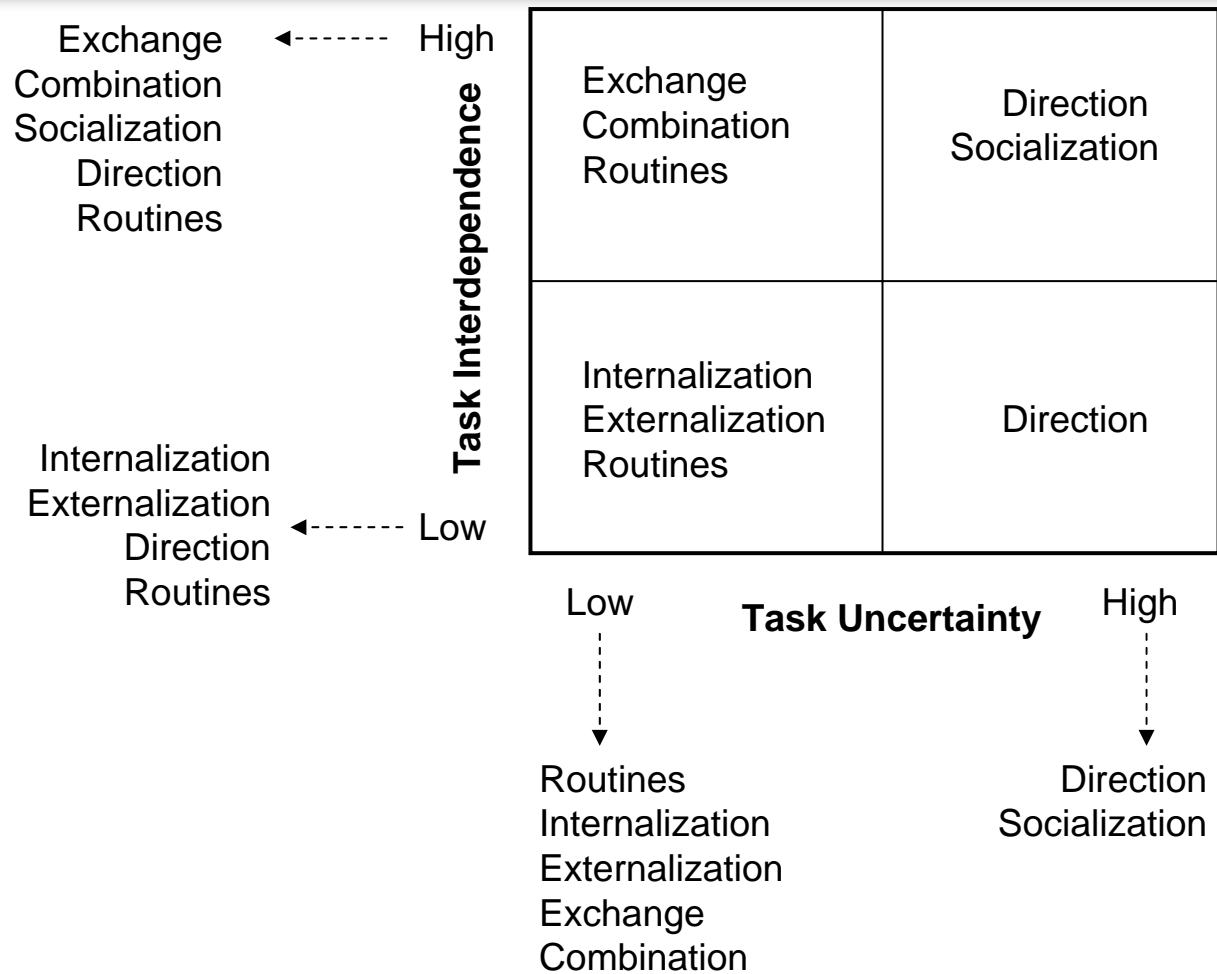 Exchange
Combination
Socialization
Direction
Routines
High
Task Interdependence
Exchange
Combination
Routines
Direction
Socialization
Internalization
Externalization
Direction
Routines
Low
Internalization
Externalization
Routines
Direction
Low
Task Uncertainty
High
Routines
Internalization
Externalization
Exchange
Combination
Direction
Socialization